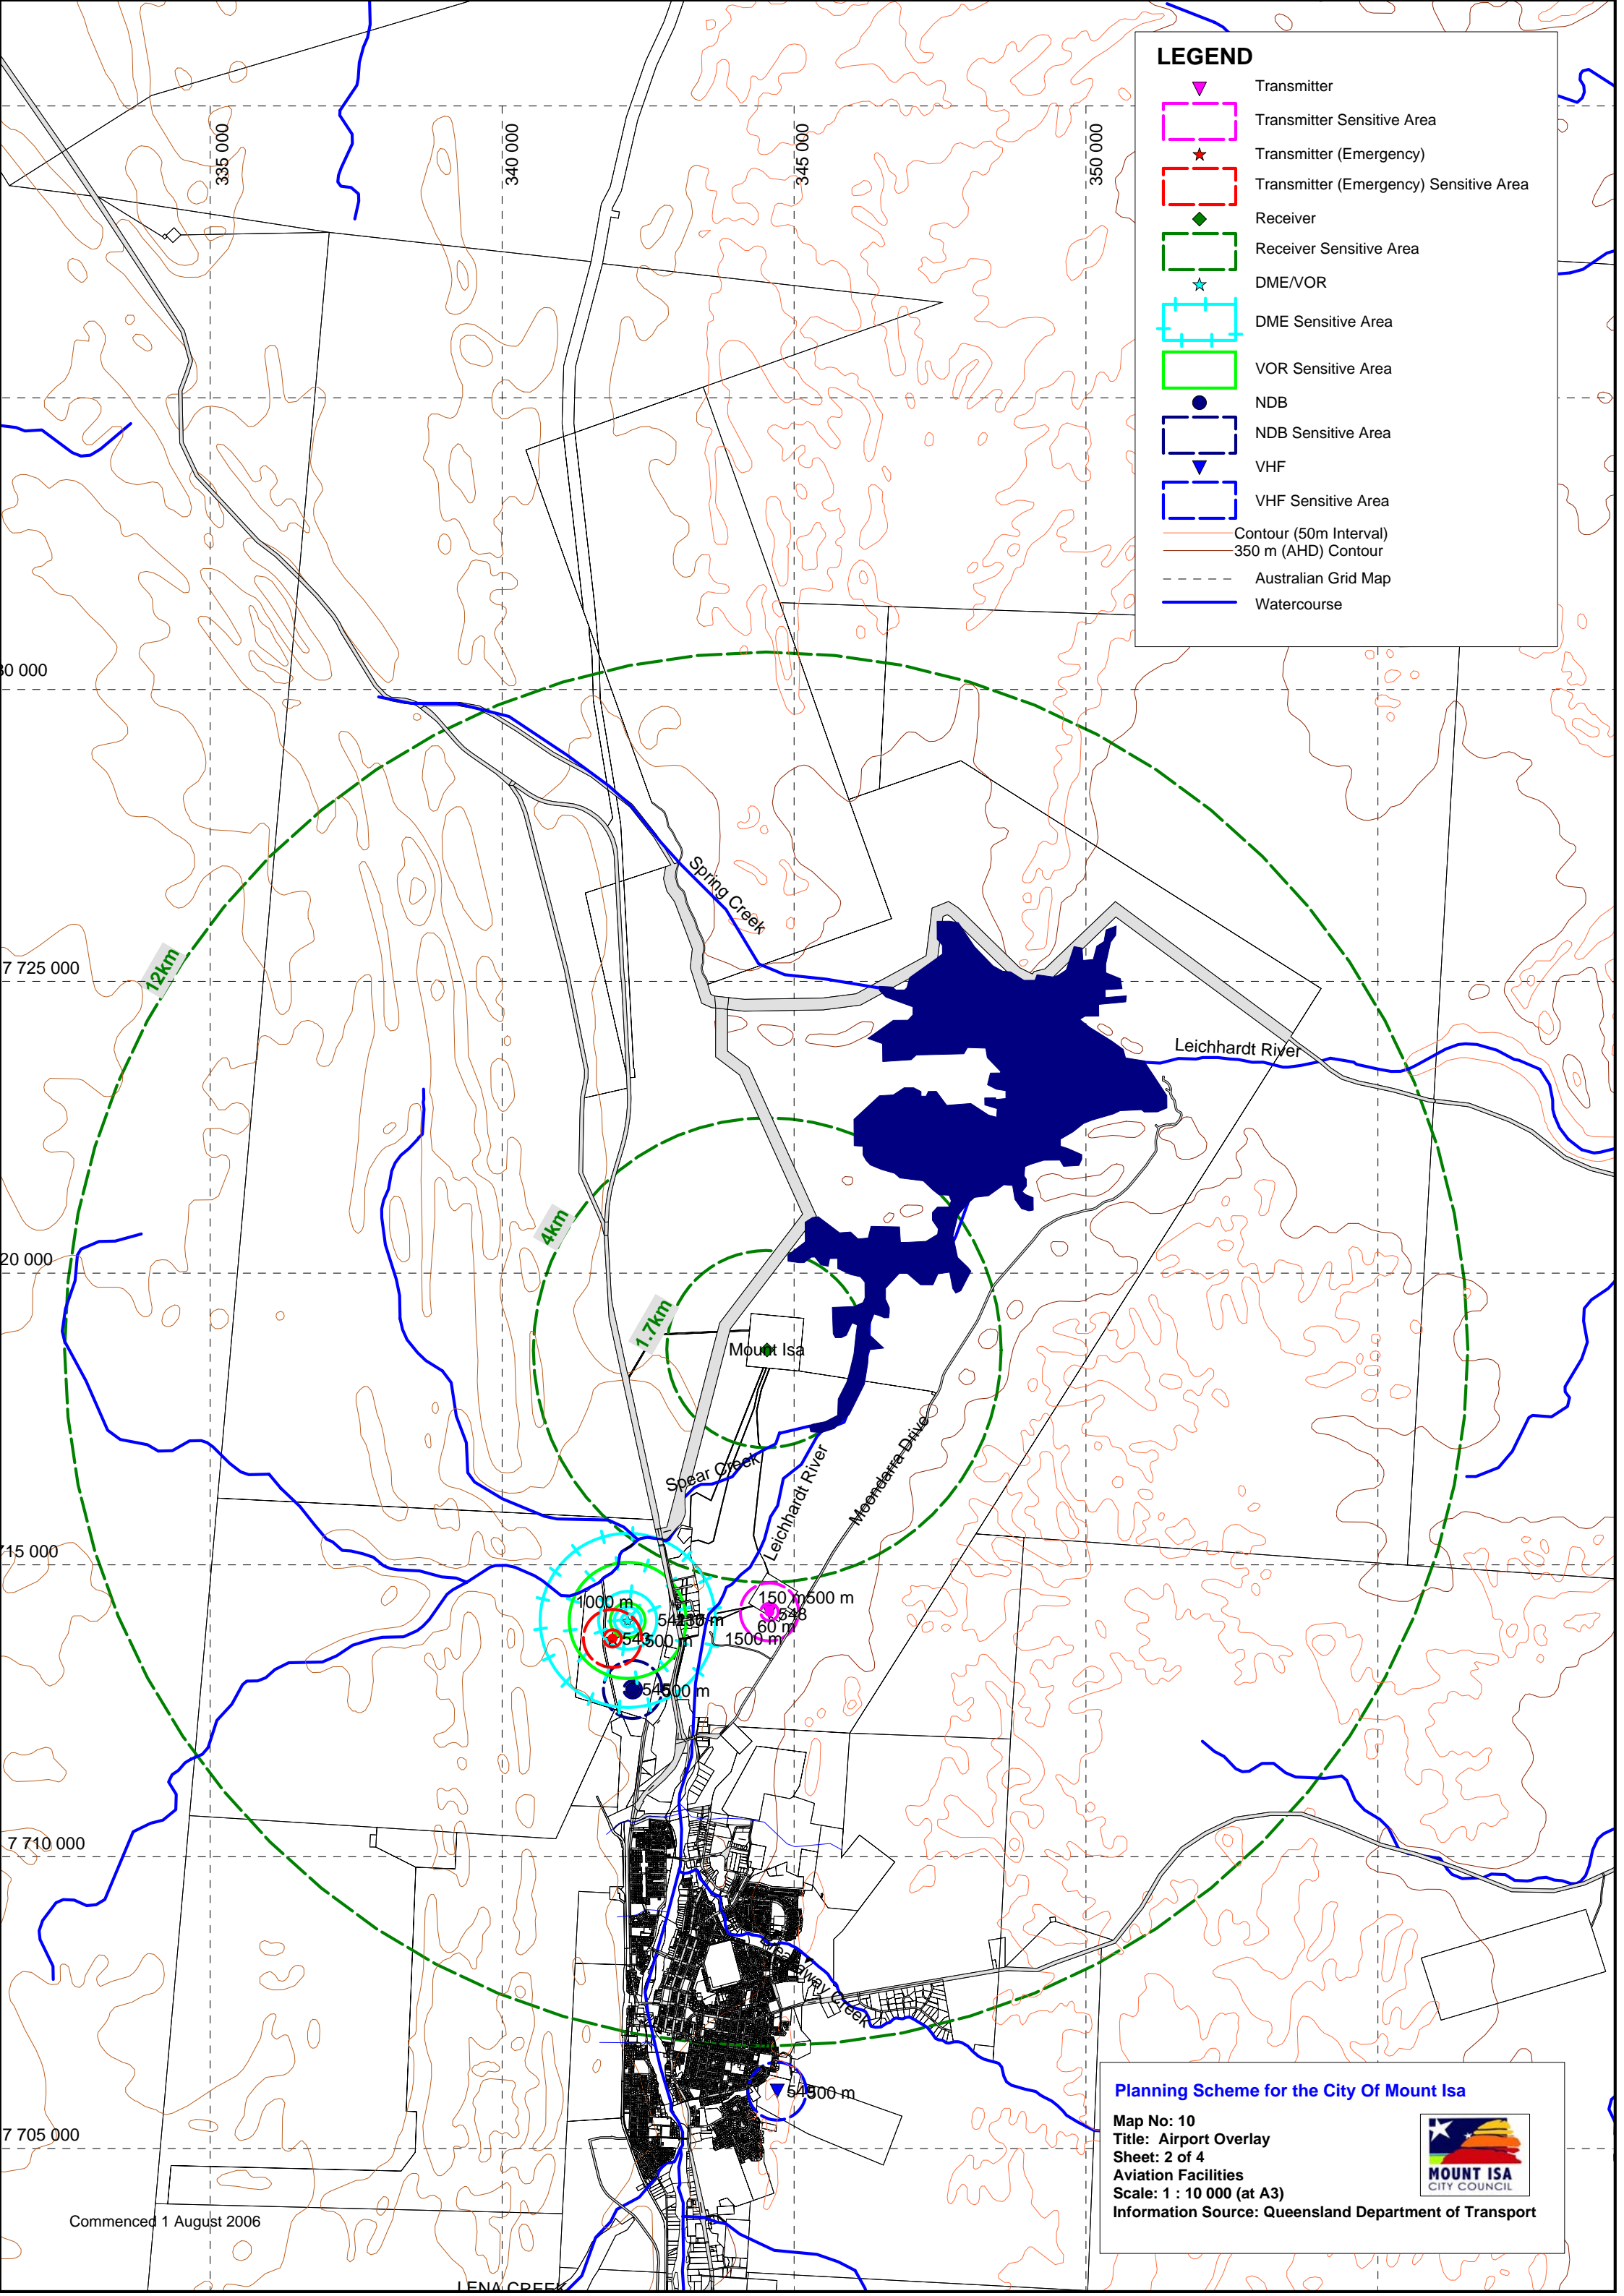 LEGEND
Transmitter
Transmitter Sensitive Area
Transmitter (Emergency)
Transmitter (Emergency) Sensitive Area
Receiver
Receiver Sensitive Area
DME/VOR
DME Sensitive Area
VOR Sensitive Area
NDB
NDB Sensitive Area
VHF
VHF Sensitive Area
Contour (50m Interval)
350 m (AHD) Contour
Australian Grid Map
Watercourse
335 000
340 000
345 000
350 000
30 000
Spring Creek
12km
7 725 000
Leichhardt River
4km
20 000
1.7km
Mount Isa
Spear Creek
Leichhardt River
Moondarra Drive
15 000
1000 m
150 m
500 m
548
60 m
500 m
1500 m
500 m
7 710 000
Breakaway Creek
7 705 000
Commenced 1 August 2006
LENA CREEK
Planning Scheme for the City Of Mount Isa
Map No: 10
Title: Airport Overlay
Sheet: 2 of 4
Aviation Facilities
Scale: 1 : 10 000 (at A3)
Information Source: Queensland Department of Transport
MOUNT ISA
CITY COUNCIL